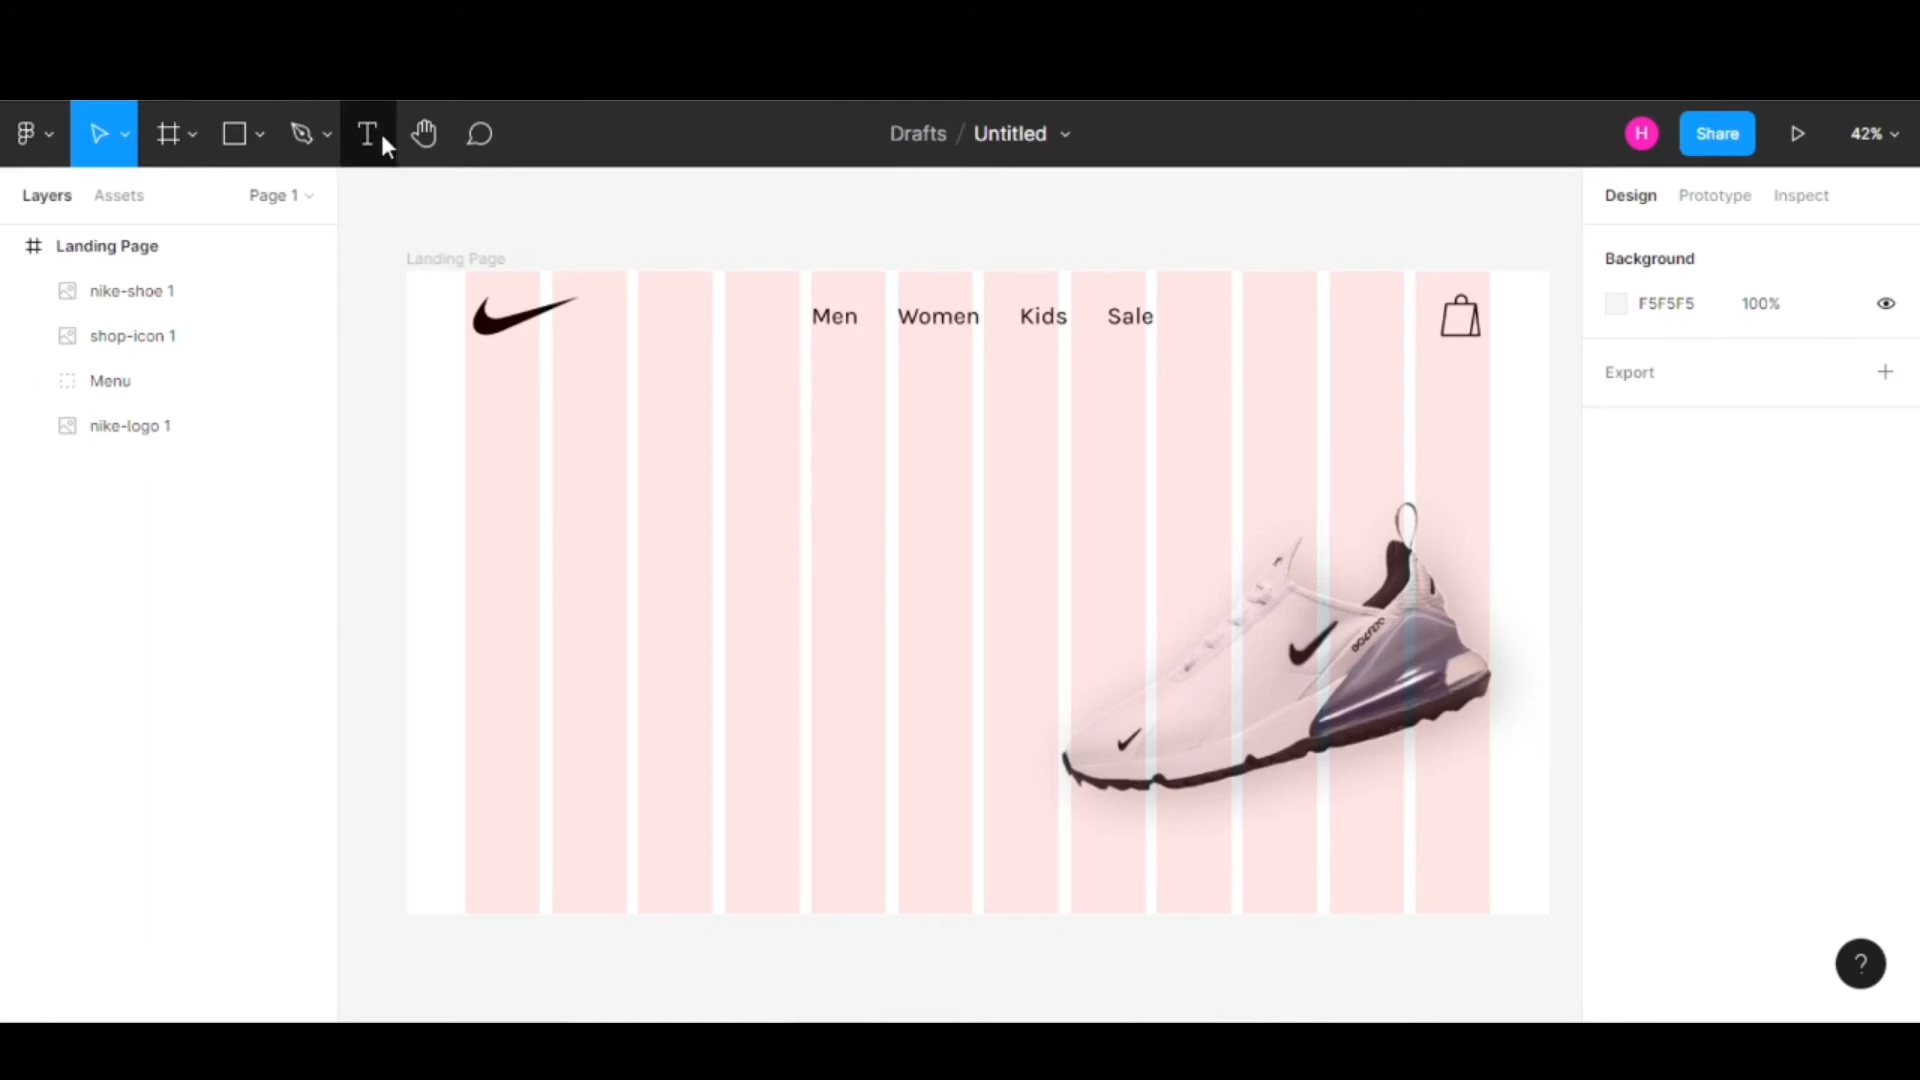 T
Drafts / Untitled
H
Share
42%
Layers
Assets
Page 1
Design
Prototype
Inspect
Landing Page
nike-shoe 1
shop-icon 1
Menu
nike-logo 1
Landing Page
Men
Women
Kids
Sale
Background
F5F5F5
100%
Export
?